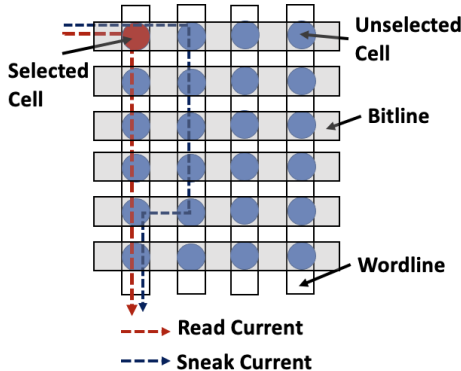 Unselected
Cell
Selected
Cell
Bitline
Wordline
Read Current
Sneak Current